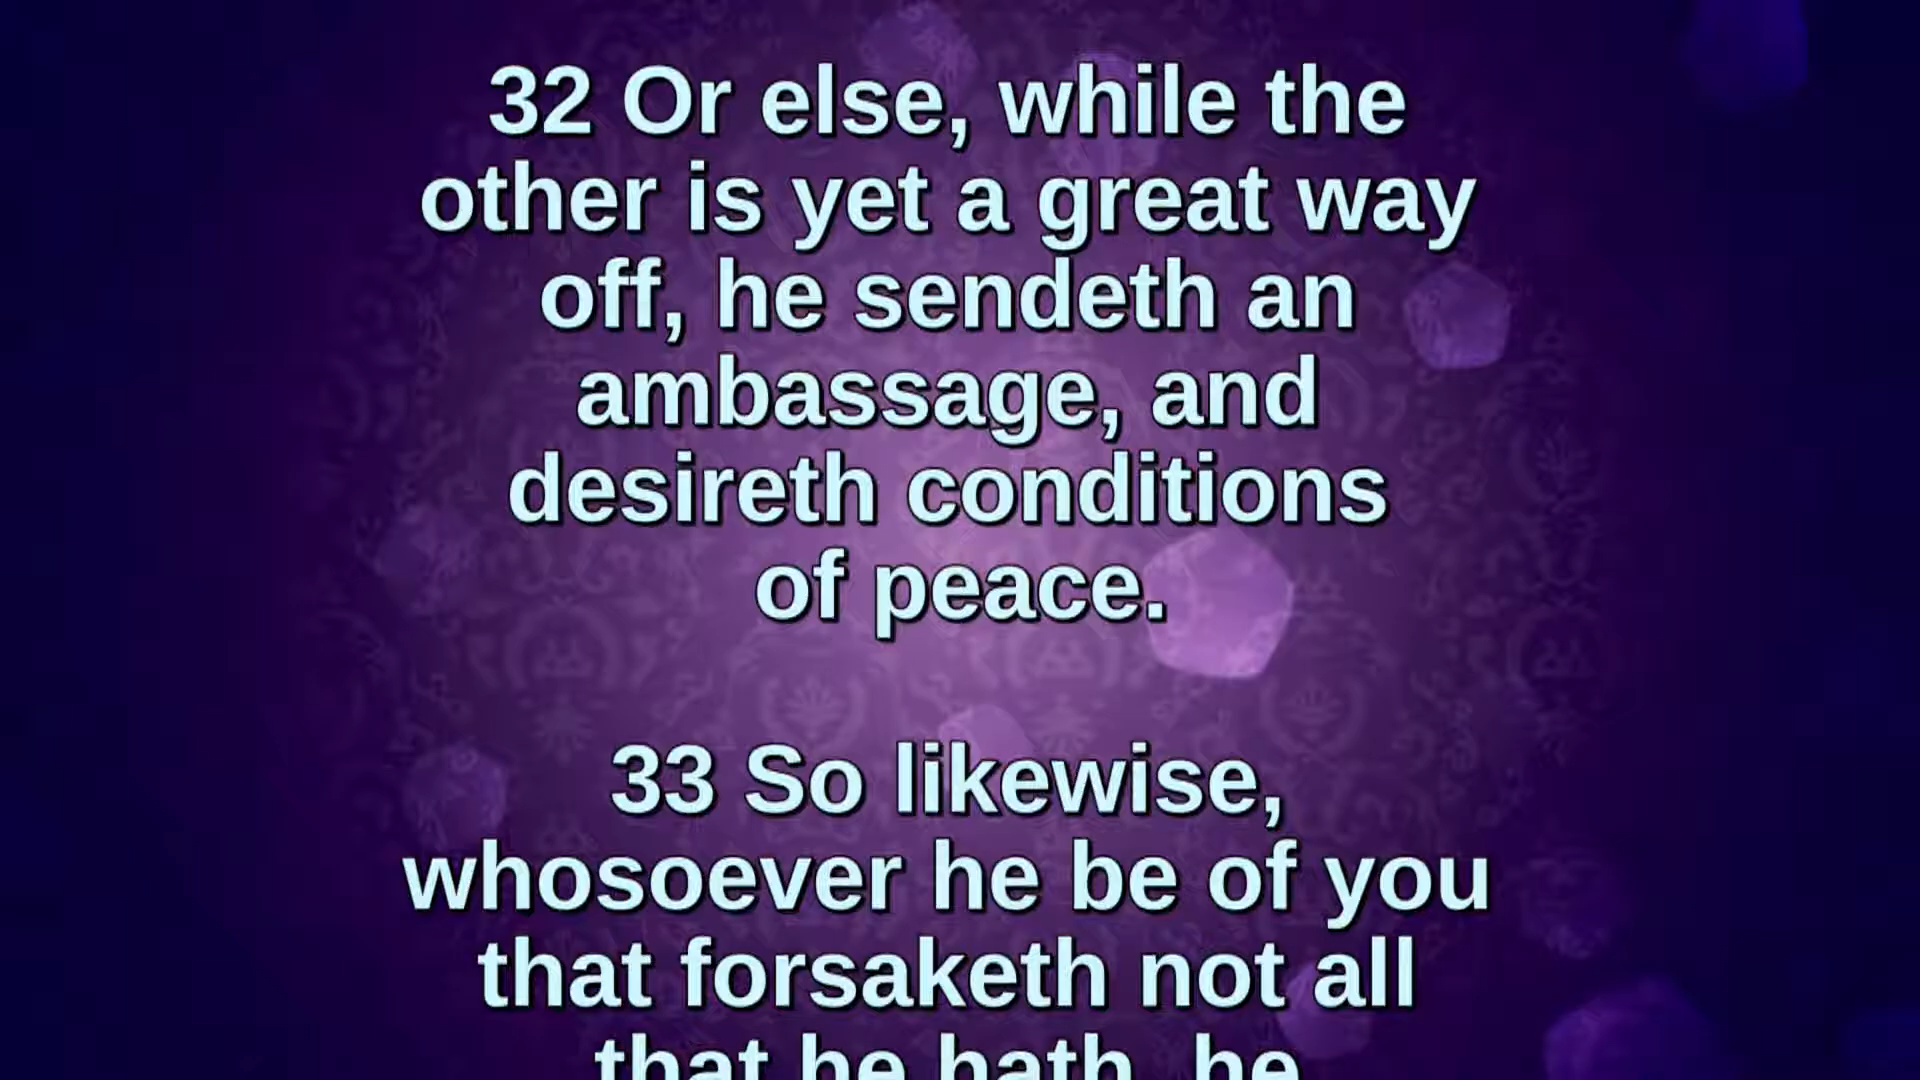 32 Or else, while the
other is yet a great way
off, he sendeth an
ambassage, and
desireth conditions
of peace.
33 So likewise,
whosoever he be of you
that forsaketh not all
that he hath, he